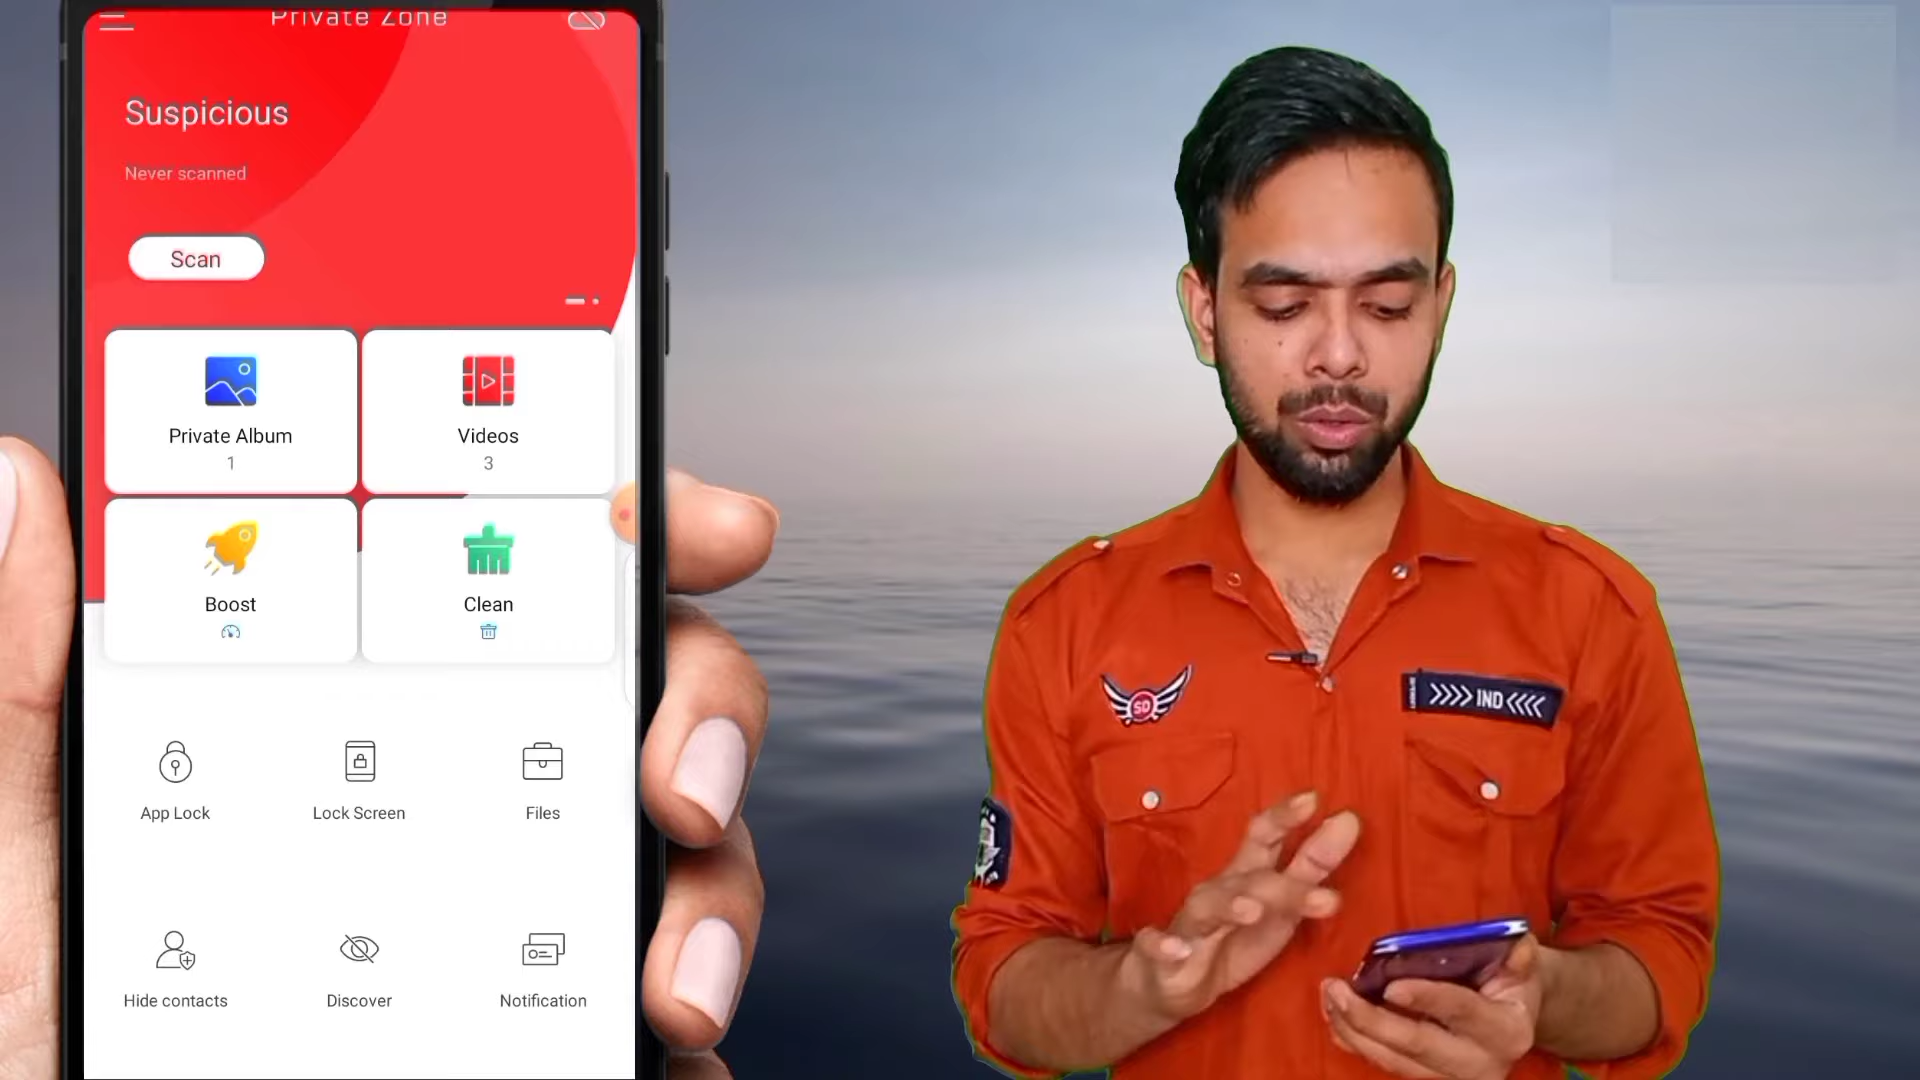 Private Zone
Suspicious
Never scanned
Scan
Private Album
1
Videos
3
Boost
Clean
App Lock
Lock Screen
Files
Hide contacts
Discover
Notification
SD
IND